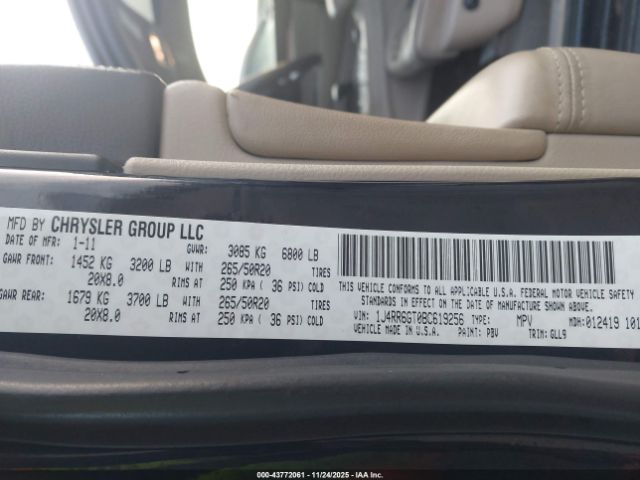 MFD BY CHRYSLER GROUP LLC
DATE OF MFR: 1-11 GVWR: 3085 KG 6800 LB
GAWR FRONT: 1452 KG 3200 LB WITH 265/50R20 TIRES
20X8.0 RIMS AT 250 KPA ( 36 PSI) COLD
GAWR REAR: 1679 KG 3700 LB WITH 265/50R20 TIRES
20X8.0 RIMS AT 250 KPA ( 36 PSI) COLD
THIS VEHICLE CONFORMS TO ALL APPLICABLE U.S.A. FEDERAL MOTOR VEHICLE SAFETY
STANDARDS IN EFFECT ON THE DATE OF MANUFACTURE SHOWN ABOVE.
VIN: 1J4RR6GT0BC619256 TYPE: MPV MDH: 012419 101
VEHICLE MADE IN U.S.A. PAINT: PBV TRIM: GLL9
000-43772061 - 11/24/2025 - IAA Inc.